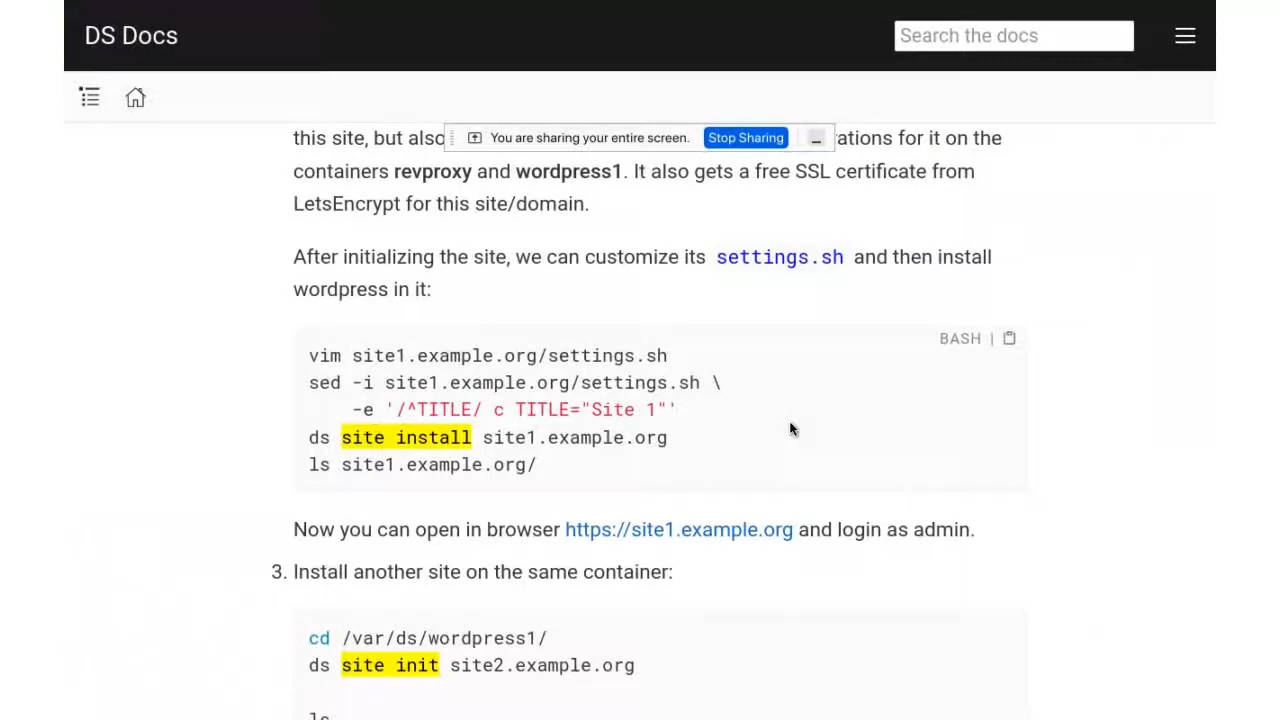 DS Docs
Search the docs
You are sharing your entire screen. Stop Sharing
this site, but also ations for it on the
containers revproxy and wordpress1. It also gets a free SSL certificate from
LetsEncrypt for this site/domain.
After initializing the site, we can customize its settings.sh and then install
wordpress in it:
BASH |
vim site1.example.org/settings.sh
sed -i site1.example.org/settings.sh \
-e '/^TITLE/ c TITLE="Site 1"'
ds site install site1.example.org
ls site1.example.org/
Now you can open in browser https://site1.example.org and login as admin.
3. Install another site on the same container:
cd /var/ds/wordpress1/
ds site init site2.example.org
ls